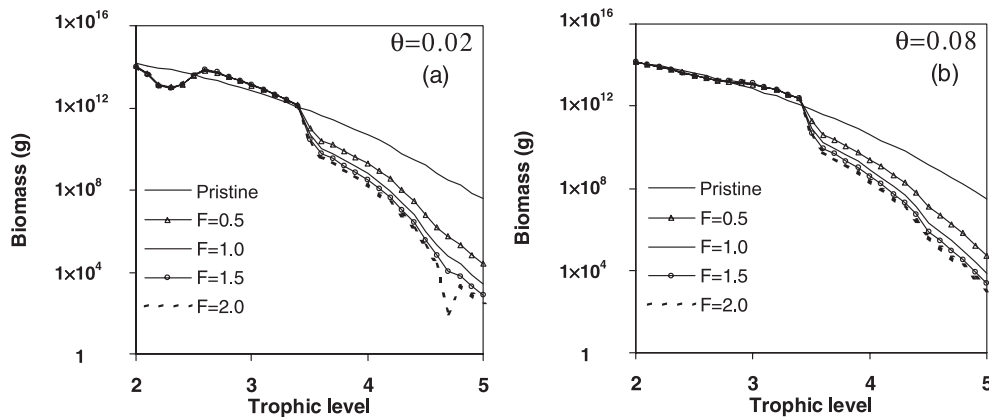 1×10¹⁶
1×10¹²
1×10⁸
1×10⁴
1
Biomass (g)
θ=0.02
(a)
Pristine
F=0.5
F=1.0
F=1.5
F=2.0
2 3 4 5
Trophic level
1×10¹⁶
1×10¹²
1×10⁸
1×10⁴
1
Biomass (g)
θ=0.08
(b)
Pristine
F=0.5
F=1.0
F=1.5
F=2.0
2 3 4 5
Trophic level